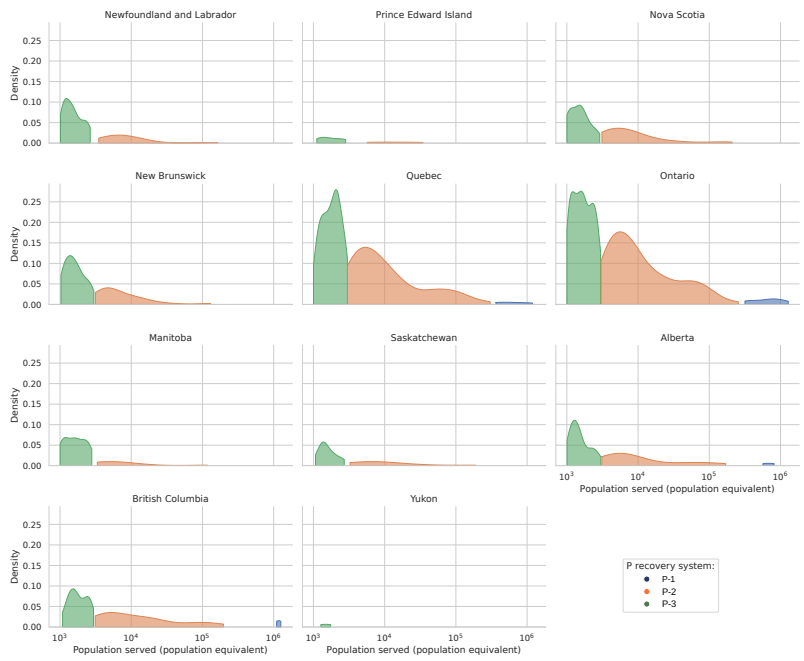 Newfoundland and Labrador
Prince Edward Island
Nova Scotia
0.25
0.20
0.15
0.10
0.05
0.00
Density
New Brunswick
Quebec
Ontario
0.25
0.20
0.15
0.10
0.05
0.00
Density
Manitoba
Saskatchewan
Alberta
0.25
0.20
0.15
0.10
0.05
0.00
Density
10³ 10⁴ 10⁵ 10⁶
Population served (population equivalent)
British Columbia
Yukon
0.25
0.20
0.15
0.10
0.05
0.00
Density
10³ 10⁴ 10⁵ 10⁶
Population served (population equivalent)
10³ 10⁴ 10⁵ 10⁶
Population served (population equivalent)
P recovery system:
P-1
P-2
P-3